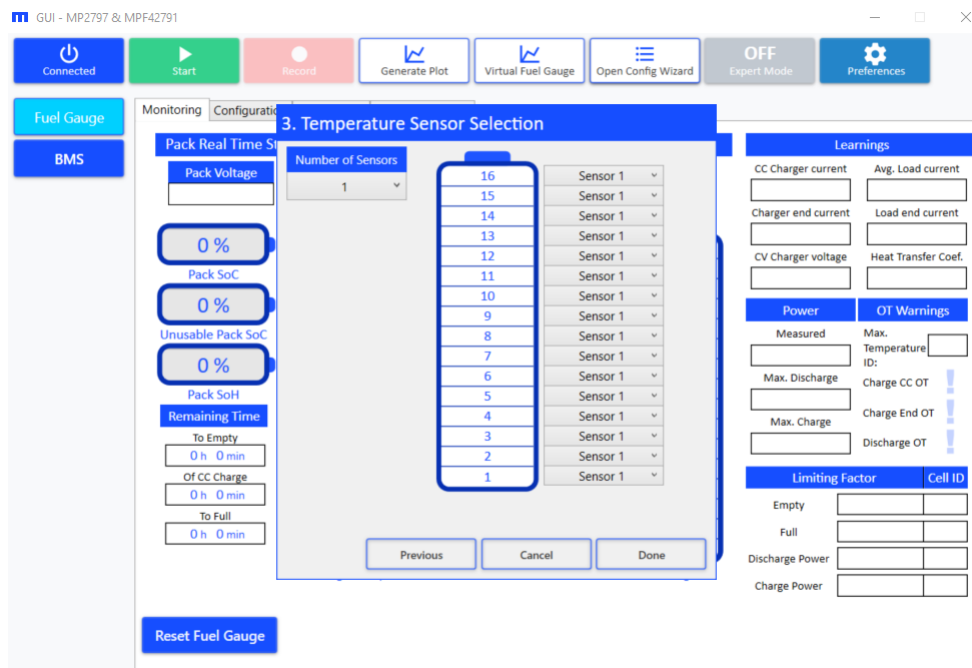 GUI - MP2797 & MPF42791
Connected
Start
Record
Generate Plot
Virtual Fuel Gauge
Open Config Wizard
OFF
Expert Mode
Preferences
Fuel Gauge
BMS
Monitoring
3. Temperature Sensor Selection
Number of Sensors
1
16 Sensor 1
15 Sensor 1
14 Sensor 1
13 Sensor 1
12 Sensor 1
11 Sensor 1
10 Sensor 1
9 Sensor 1
8 Sensor 1
7 Sensor 1
6 Sensor 1
5 Sensor 1
4 Sensor 1
3 Sensor 1
2 Sensor 1
1 Sensor 1
Previous
Cancel
Done
Pack Real Time
Pack Voltage
0 %
Pack SoC
0 %
Unusable Pack SoC
0 %
Pack SoH
Remaining Time
To Empty
0 h 0 min
Of CC Charge
0 h 0 min
To Full
0 h 0 min
Reset Fuel Gauge
Learnings
CC Charger current
Avg. Load current
Charger end current
Load end current
CV Charger voltage
Heat Transfer Coef.
Power
Measured
Max. Discharge
Max. Charge
OT Warnings
Max.
Temperature
ID:
Charge CC OT
Charge End OT
Discharge OT
Limiting Factor
Cell ID
Empty
Full
Discharge Power
Charge Power